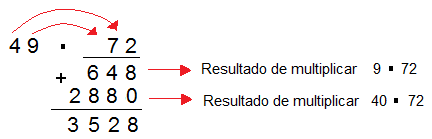 49 · 72
+ 648 Resultado de multiplicar 9 · 72
2880 Resultado de multiplicar 40 · 72
3528